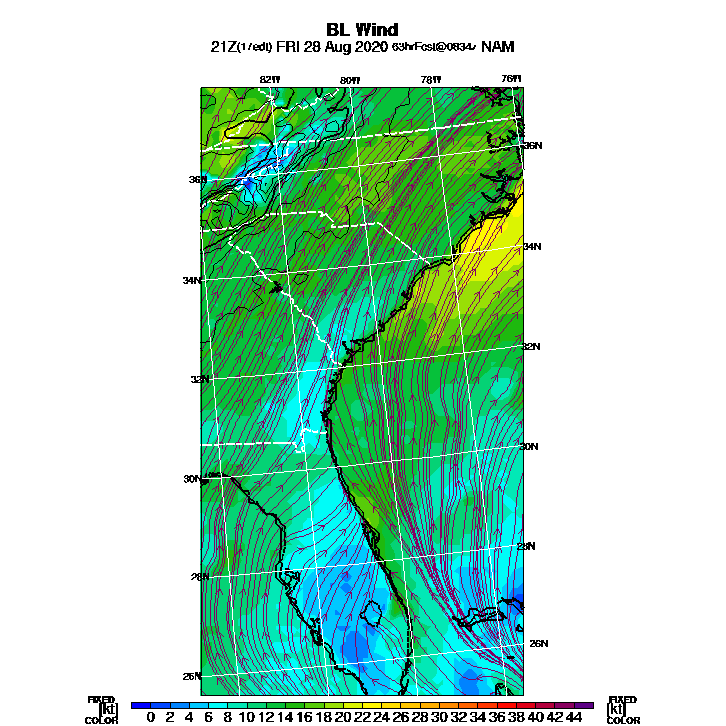 BL Wind
21Z(17edt) FRI 28 Aug 2020 63hrFcst@0834z NAM
82W 80W 78W 76W
36N
36N
34N
34N
32N
32N
30N
30N
28N
28N
26N
26N
FIXED FIXED
[kt] 0 2 4 6 8 10 12 14 16 18 20 22 24 26 28 30 32 34 36 38 40 42 44 [kt]
COLOR COLOR